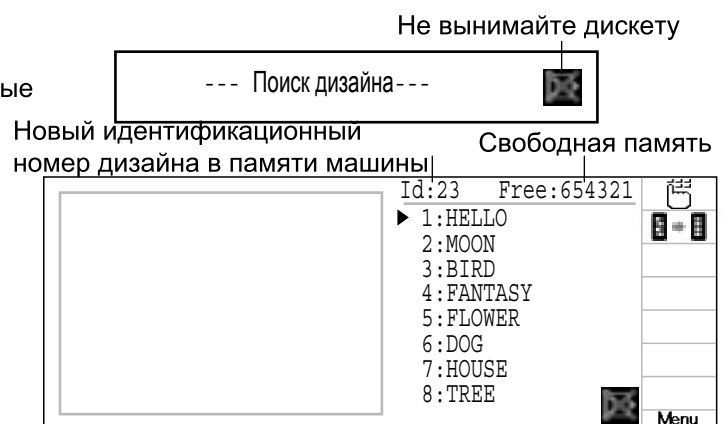 Не вынимайте дискету
--- Поиск дизайна---
ые
Новый идентификационный
номер дизайна в памяти машины
Свободная память
Id:23 Free:654321
1:HELLO
2:MOON
3:BIRD
4:FANTASY
5:FLOWER
6:DOG
7:HOUSE
8:TREE
Menu